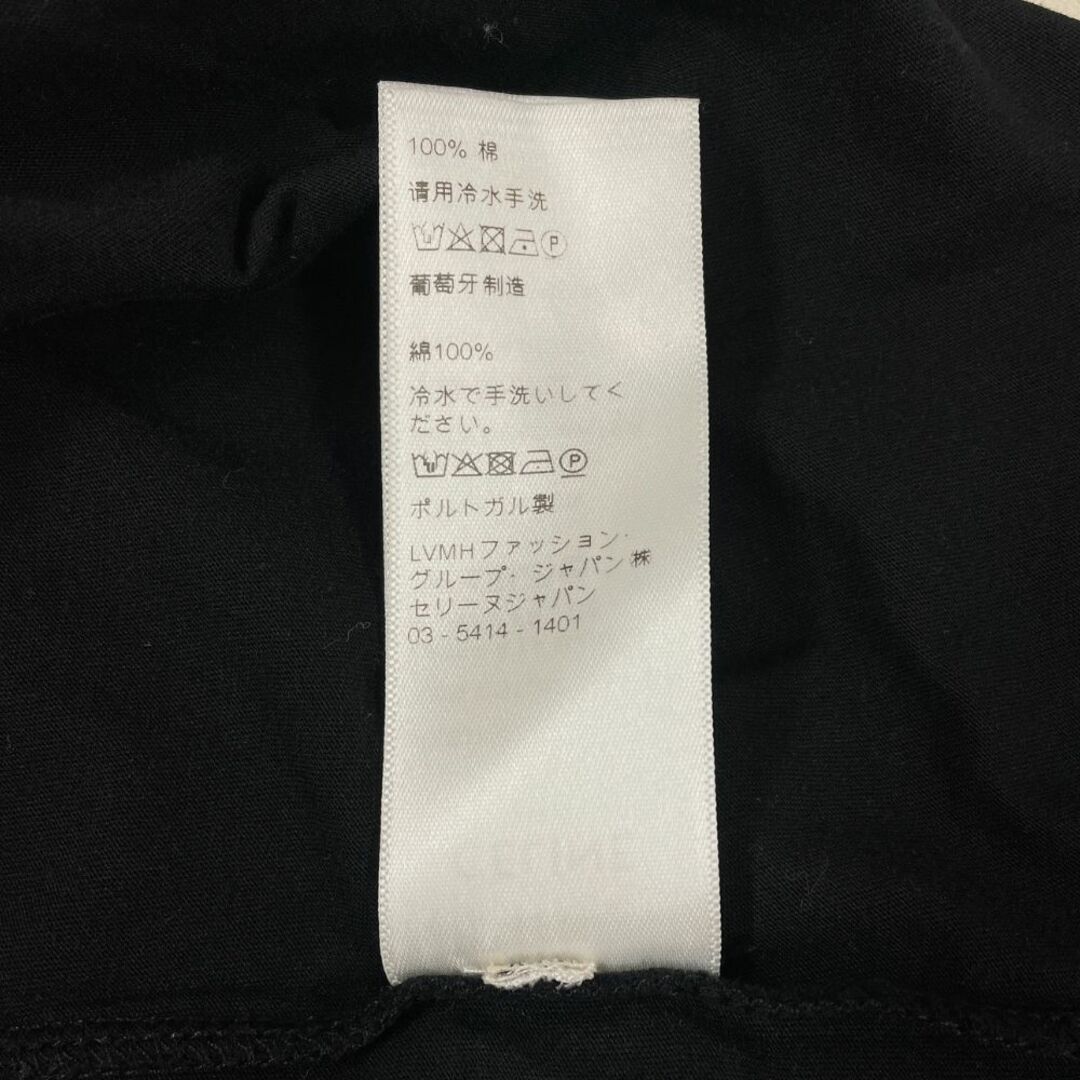 100% 棉
请用冷水手洗
P
葡萄牙制造
綿100%
冷水で手洗いしてく
ださい。
P
ポルトガル製
LVMHファッション・
グループ・ジャパン㈱
セリーヌジャパン
03 - 5414 - 1401